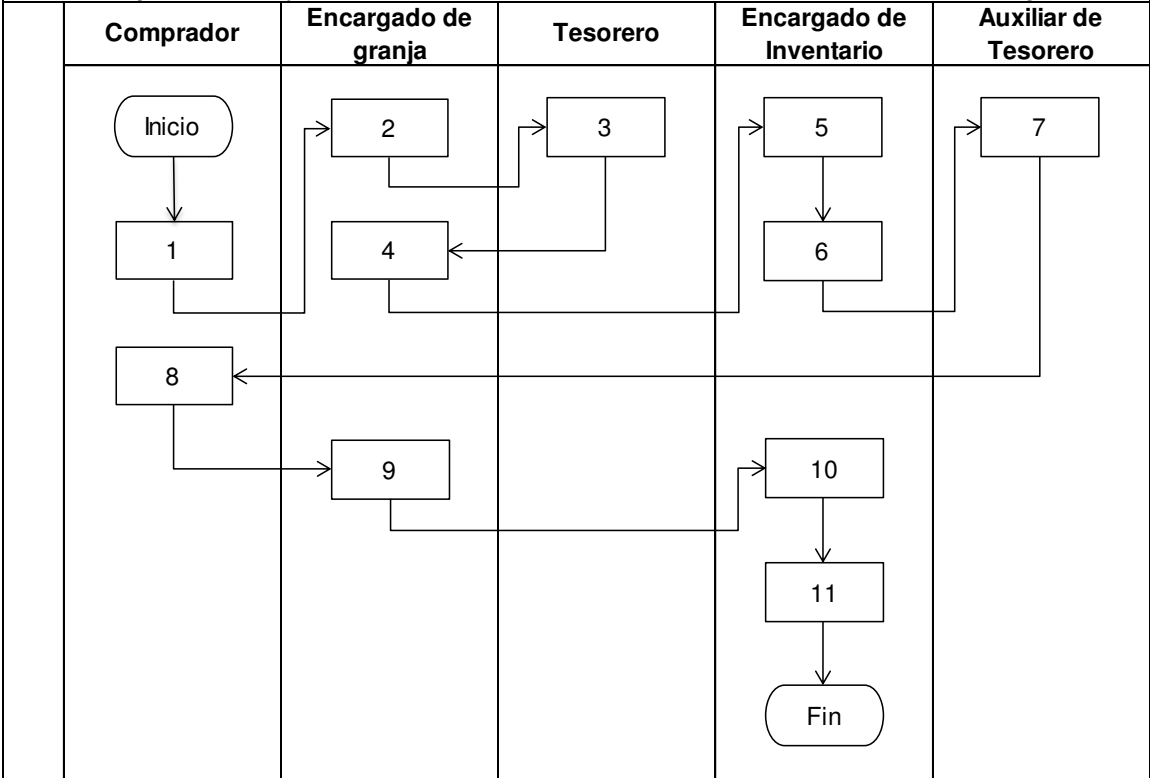 Comprador
Encargado de
granja
Tesorero
Encargado de
Inventario
Auxiliar de
Tesorero
Inicio
2
3
5
7
1
4
6
8
9
10
11
Fin